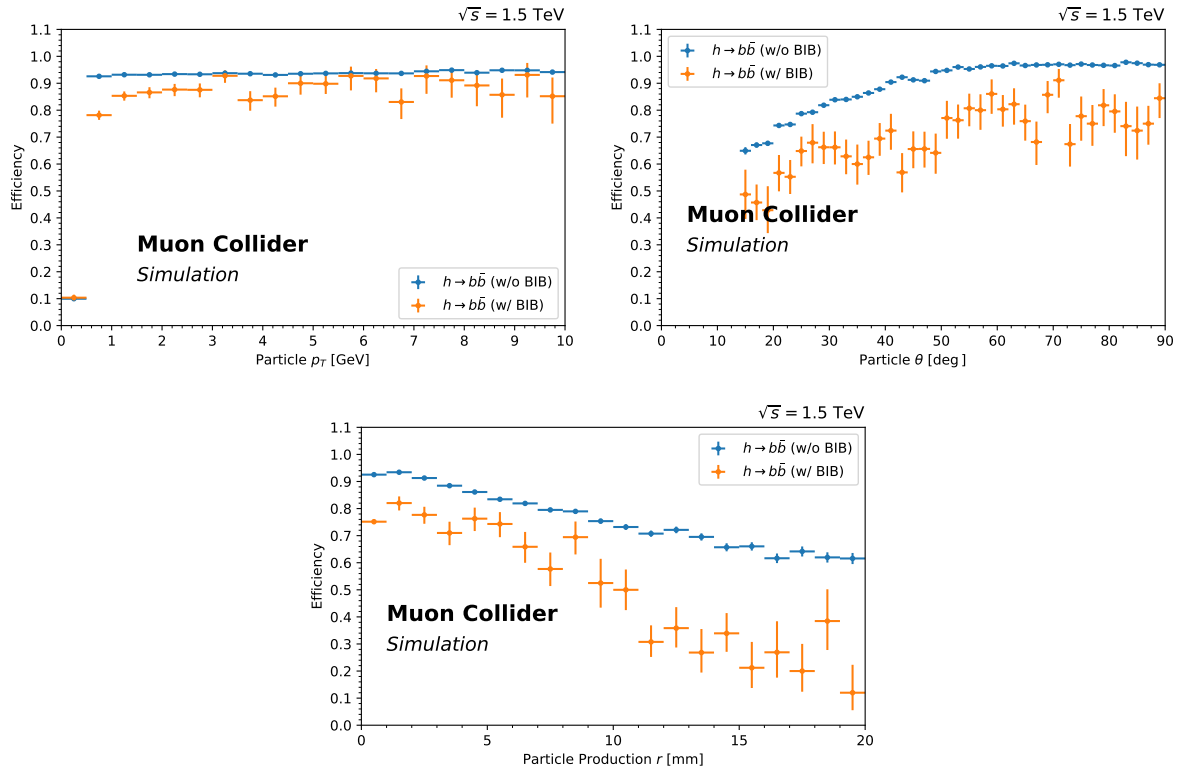 √s = 1.5 TeV
1.1
1.0
0.9
0.8
0.7
0.6
0.5
0.4
0.3
0.2
0.1
0.0
Efficiency
Muon Collider
Simulation
h → bb̄ (w/o BIB)
h → bb̄ (w/ BIB)
0 1 2 3 4 5 6 7 8 9 10
Particle p_T [GeV]
√s = 1.5 TeV
1.1
1.0
0.9
0.8
0.7
0.6
0.5
0.4
0.3
0.2
0.1
0.0
Efficiency
h → bb̄ (w/o BIB)
h → bb̄ (w/ BIB)
Muon Collider
Simulation
0 10 20 30 40 50 60 70 80 90
Particle θ [deg]
√s = 1.5 TeV
1.1
1.0
0.9
0.8
0.7
0.6
0.5
0.4
0.3
0.2
0.1
0.0
Efficiency
h → bb̄ (w/o BIB)
h → bb̄ (w/ BIB)
Muon Collider
Simulation
0 5 10 15 20
Particle Production r [mm]